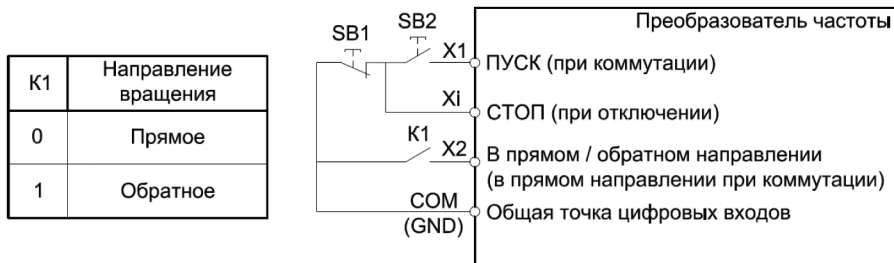 К1
Направление
вращения
0
Прямое
1
Обратное
Преобразователь частоты
SB1
SB2
X1
ПУСК (при коммутации)
Xi
СТОП (при отключении)
К1
X2
В прямом / обратном направлении
(в прямом направлении при коммутации)
COM
(GND)
Общая точка цифровых входов